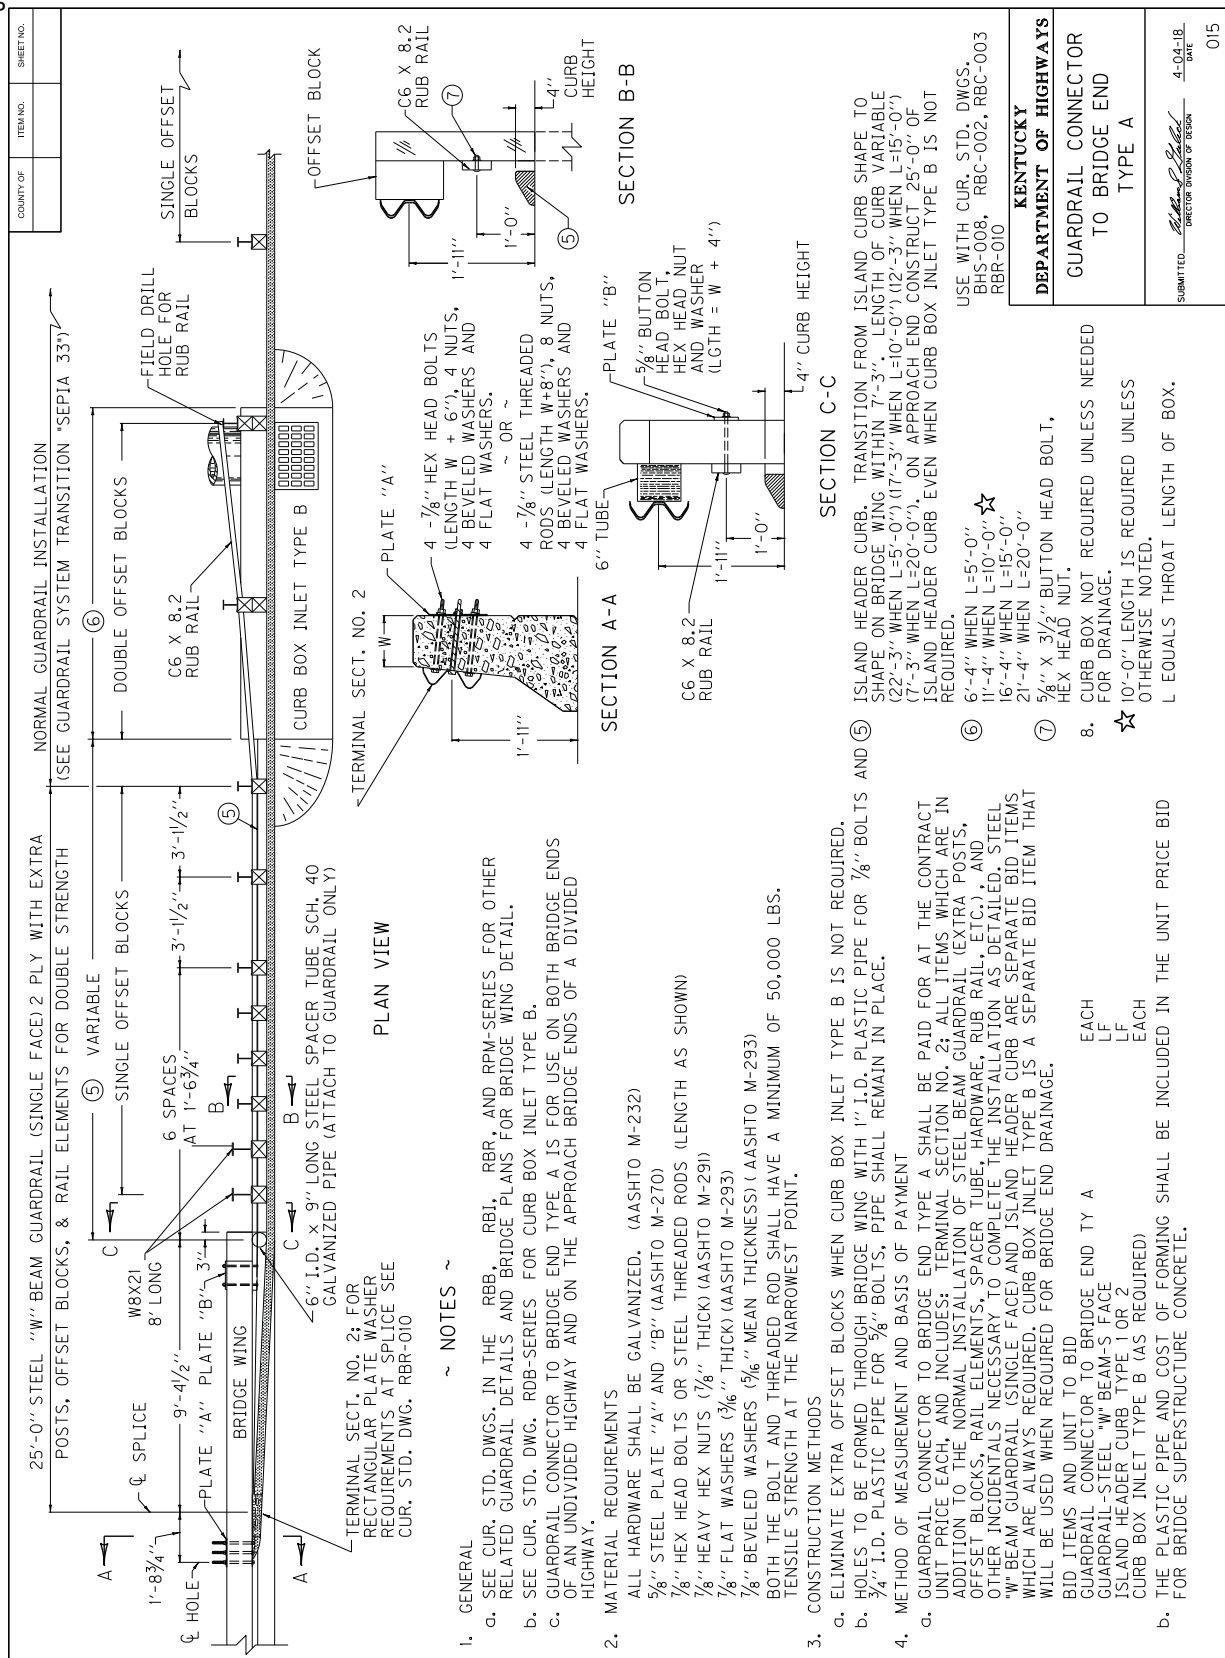 COUNTY OF
ITEM NO.
SHEET NO.
25'-0" STEEL "W" BEAM GUARDRAIL (SINGLE FACE) 2 PLY WITH EXTRA
POSTS, OFFSET BLOCKS, & RAIL ELEMENTS FOR DOUBLE STRENGTH
NORMAL GUARDRAIL INSTALLATION
(SEE GUARDRAIL SYSTEM TRANSITION "SEPIA 33")
⑤ VARIABLE
⑥
SINGLE OFFSET BLOCKS
DOUBLE OFFSET BLOCKS
SINGLE OFFSET
BLOCKS
℄ SPLICE
1'-8¾"
9'-4½"
℄ HOLE
PLATE "A"
PLATE "B"
3"
W8X21
8' LONG
6 SPACES
AT 1'-6¾"
3'-1½"
3'-1½"
⑤
C6 X 8.2
RUB RAIL
FIELD DRILL
HOLE FOR
RUB RAIL
A
A
B
B
C
C
BRIDGE WING
CURB BOX INLET TYPE B
TERMINAL SECT. NO. 2; FOR
RECTANGULAR PLATE WASHER
REQUIREMENTS AT SPLICE SEE
CUR. STD. DWG. RBR-010
6" I.D. x 9" LONG STEEL SPACER TUBE SCH. 40
GALVANIZED PIPE (ATTACH TO GUARDRAIL ONLY)
PLAN VIEW
TERMINAL SECT. NO. 2
W
PLATE "A"
4 -⅞" HEX HEAD BOLTS
(LENGTH W + 6"), 4 NUTS,
4 BEVELED WASHERS AND
4 FLAT WASHERS.
~ OR ~
4 -⅞" STEEL THREADED
RODS (LENGTH W+8"), 8 NUTS,
4 BEVELED WASHERS AND
4 FLAT WASHERS.
1'-11"
SECTION A-A
OFFSET BLOCK
C6 X 8.2
RUB RAIL
⑦
1'-11"
1'-0"
⑤
4"
CURB
HEIGHT
SECTION B-B
6" TUBE
PLATE "B"
⅝" BUTTON
HEAD BOLT,
HEX HEAD NUT
AND WASHER
(LGTH = W + 4")
C6 X 8.2
RUB RAIL
1'-11"
1'-0"
4" CURB HEIGHT
SECTION C-C
~ NOTES ~
1. GENERAL
a. SEE CUR. STD. DWGS. IN THE RBB, RBI, RBR, AND RPM-SERIES FOR OTHER
RELATED GUARDRAIL DETAILS AND BRIDGE PLANS FOR BRIDGE WING DETAIL.
b. SEE CUR. STD. DWG. RDB-SERIES FOR CURB BOX INLET TYPE B.
c. GUARDRAIL CONNECTOR TO BRIDGE END TYPE A IS FOR USE ON BOTH BRIDGE ENDS
OF AN UNDIVIDED HIGHWAY AND ON THE APPROACH BRIDGE ENDS OF A DIVIDED
HIGHWAY.
2. MATERIAL REQUIREMENTS
ALL HARDWARE SHALL BE GALVANIZED. (AASHTO M-232)
⅝" STEEL PLATE "A" AND "B" (AASHTO M-270)
⅞" HEX HEAD BOLTS OR STEEL THREADED RODS (LENGTH AS SHOWN)
⅞" HEAVY HEX NUTS (⅞" THICK) (AASHTO M-291)
⅞" FLAT WASHERS (3⁄16" THICK) (AASHTO M-293)
⅞" BEVELED WASHERS (5⁄16" MEAN THICKNESS) (AASHTO M-293)
BOTH THE BOLT AND THREADED ROD SHALL HAVE A MINIMUM OF 50,000 LBS.
TENSILE STRENGTH AT THE NARROWEST POINT.
3. CONSTRUCTION METHODS
a. ELIMINATE EXTRA OFFSET BLOCKS WHEN CURB BOX INLET TYPE B IS NOT REQUIRED.
b. HOLES TO BE FORMED THROUGH BRIDGE WING WITH 1" I.D. PLASTIC PIPE FOR ⅞" BOLTS AND
¾" I.D. PLASTIC PIPE FOR ⅝" BOLTS, PIPE SHALL REMAIN IN PLACE.
4. METHOD OF MEASUREMENT AND BASIS OF PAYMENT
a. GUARDRAIL CONNECTOR TO BRIDGE END TYPE A SHALL BE PAID FOR AT THE CONTRACT
UNIT PRICE EACH, AND INCLUDES: TERMINAL SECTION NO. 2; ALL ITEMS WHICH ARE IN
ADDITION TO THE NORMAL INSTALLATION OF STEEL BEAM GUARDRAIL (EXTRA POSTS,
OFFSET BLOCKS, RAIL ELEMENTS, SPACER TUBE, HARDWARE, RUB RAIL, ETC.), AND
OTHER INCIDENTALS NECESSARY TO COMPLETE THE INSTALLATION AS DETAILED. STEEL
"W" BEAM GUARDRAIL (SINGLE FACE) AND ISLAND HEADER CURB ARE SEPARATE BID ITEMS
WHICH ARE ALWAYS REQUIRED. CURB BOX INLET TYPE B IS A SEPARATE BID ITEM THAT
WILL BE USED WHEN REQUIRED FOR BRIDGE END DRAINAGE.
BID ITEMS AND UNIT TO BID
GUARDRAIL CONNECTOR TO BRIDGE END TY A EACH
GUARDRAIL-STEEL "W" BEAM-S FACE LF
ISLAND HEADER CURB TYPE 1 OR 2 LF
CURB BOX INLET TYPE B (AS REQUIRED) EACH
b. THE PLASTIC PIPE AND COST OF FORMING SHALL BE INCLUDED IN THE UNIT PRICE BID
FOR BRIDGE SUPERSTRUCTURE CONCRETE.
⑤ ISLAND HEADER CURB. TRANSITION FROM ISLAND CURB SHAPE TO
SHAPE ON BRIDGE WING WITHIN 7'-3". LENGTH OF CURB VARIABLE
(22'-3" WHEN L=5'-0") (17'-3" WHEN L=10'-0") (12'-3" WHEN L=15'-0")
(7'-3" WHEN L=20'-0"). ON APPROACH END CONSTRUCT 25'-0" OF
ISLAND HEADER CURB EVEN WHEN CURB BOX INLET TYPE B IS NOT
REQUIRED.
⑥ 6'-4" WHEN L=5'-0"
11'-4" WHEN L=10'-0" ☆
16'-4" WHEN L=15'-0"
21'-4" WHEN L=20'-0"
⑦ ⅝" X 3½" BUTTON HEAD BOLT,
HEX HEAD NUT.
8. CURB BOX NOT REQUIRED UNLESS NEEDED
FOR DRAINAGE.
☆ 10'-0" LENGTH IS REQUIRED UNLESS
OTHERWISE NOTED.
L EQUALS THROAT LENGTH OF BOX.
USE WITH CUR. STD. DWGS.
BHS-008, RBC-002, RBC-003
RBR-010
KENTUCKY
DEPARTMENT OF HIGHWAYS
GUARDRAIL CONNECTOR
TO BRIDGE END
TYPE A
SUBMITTED
DIRECTOR DIVISION OF DESIGN
4-04-18
DATE
015